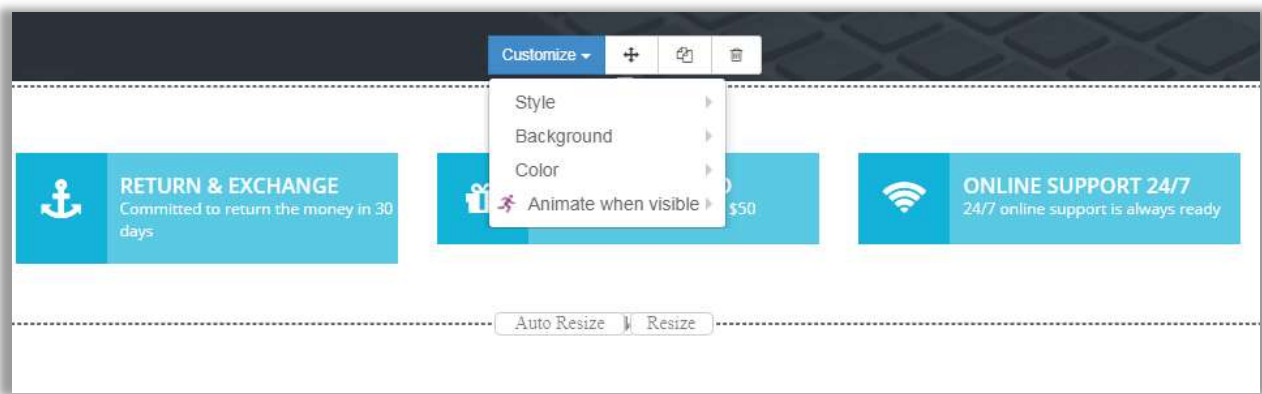 Customize
Style
Background
Color
Animate when visible
RETURN & EXCHANGE
Committed to return the money in 30
days
$50
ONLINE SUPPORT 24/7
24/7 online support is always ready
Auto Resize
Resize